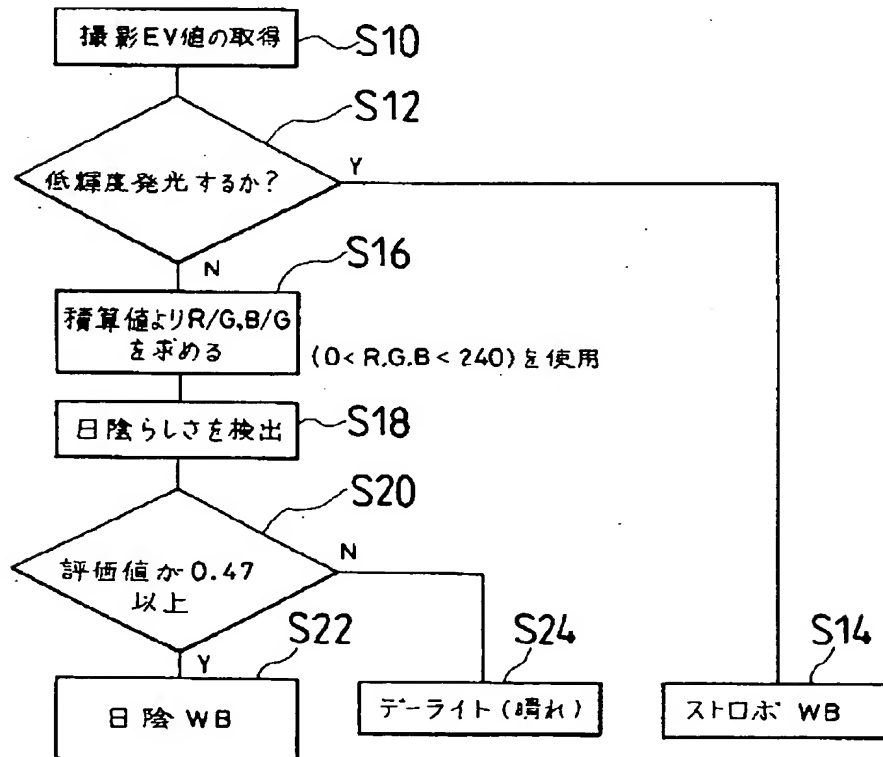 撮影EV値の取得
S10
S12
低輝度発光するか?
Y
N
S16
積算値よりR/G,B/G
を求める
(0<R.G.B<240)を使用
日陰らしさを検出
S18
S20
評価値が0.47
以上
N
Y
S22
日陰WB
S24
デーライト(晴れ)
S14
ストロボ WB